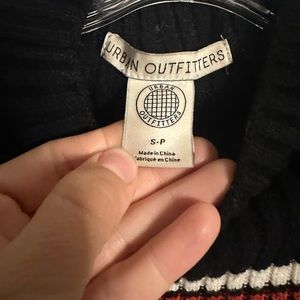 URBAN OUTFITTERS
URBAN
OUTFITTERS
S-P
Made in China
Fabriqué en Chine